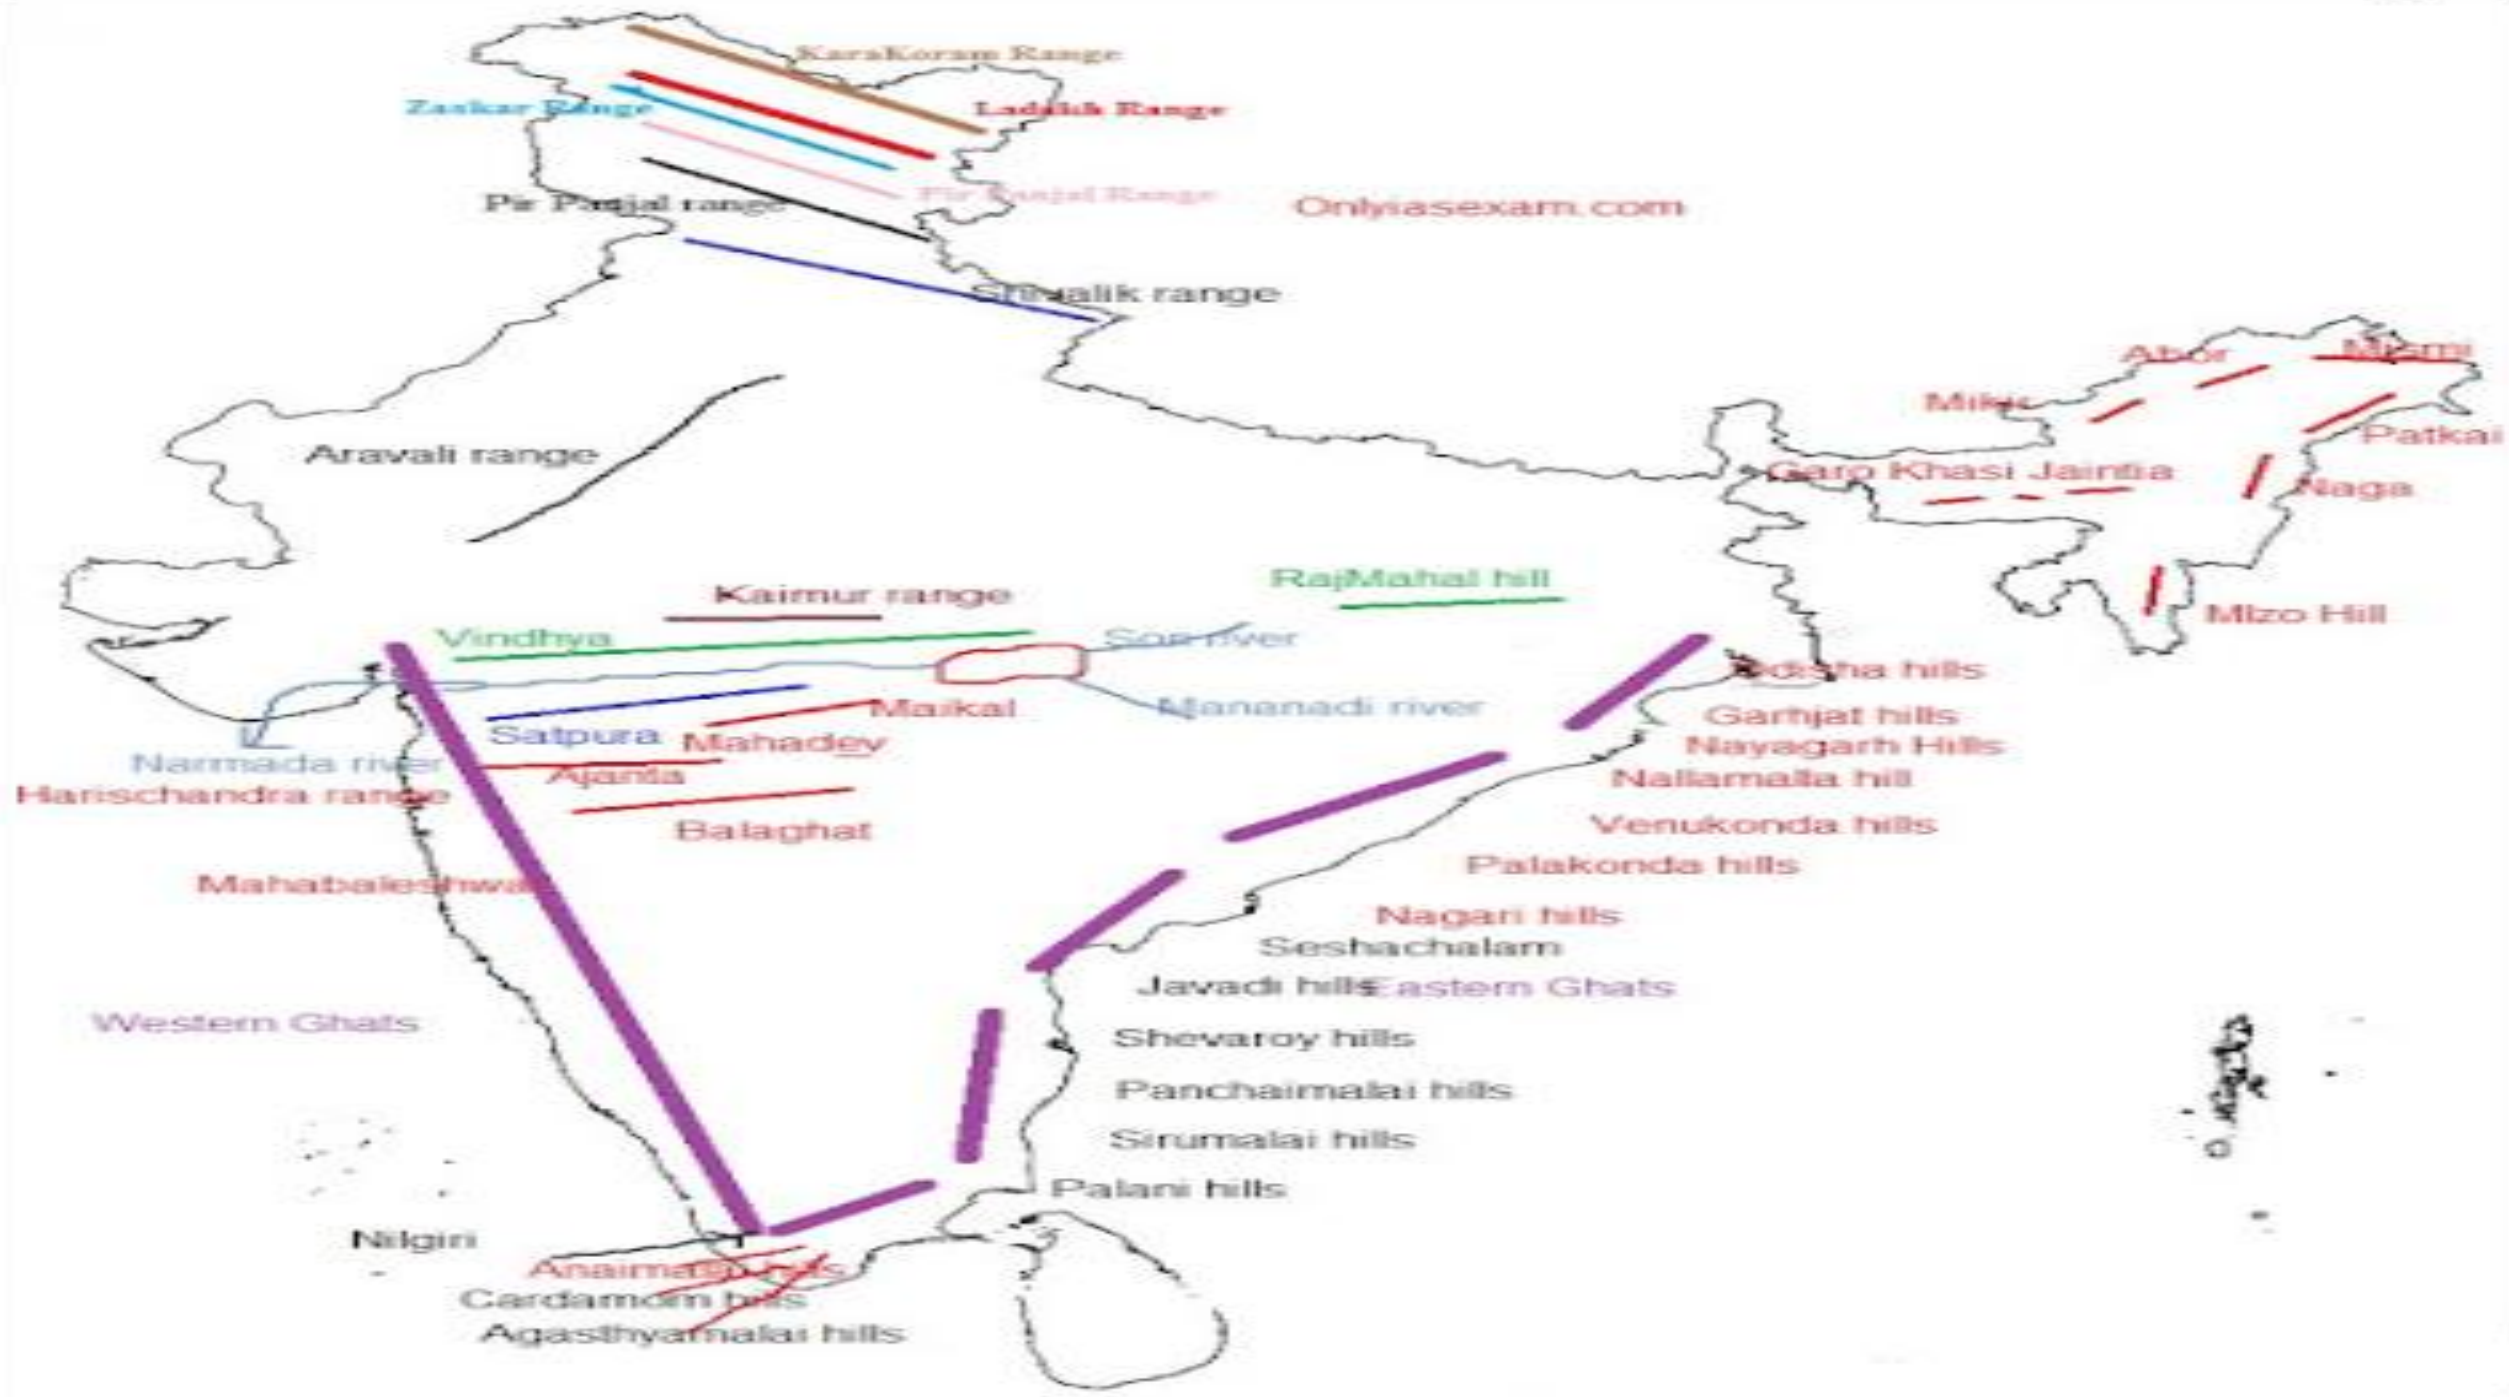 KaraKoram Range
Zaskar Range
Ladakh Range
Pir Panjal Range
Pir Panjal range
Onlyiasexam.com
Shivalik range
Abor
Mismi
Mikir
Aravali range
Patkai
Garo Khasi Jaintia
Naga
RajMahal hill
Kaimur range
MIzo Hill
Vindhya
Son river
Odisha hills
Maikal
Mananadi river
Garhjat hills
Satpura
Mahadev
Nayagarh Hills
Narmada river
Ajanta
Nallamalla hill
Harischandra range
Balaghat
Venukonda hills
Palakonda hills
Mahabaleshwar
Nagari hills
Seshachalam
Javadi hills
Eastern Ghats
Western Ghats
Shevaroy hills
Panchaimalai hills
Sirumalai hills
Palani hills
Nilgiri
Anaimalai hills
Cardamom hills
Agasthyamalai hills